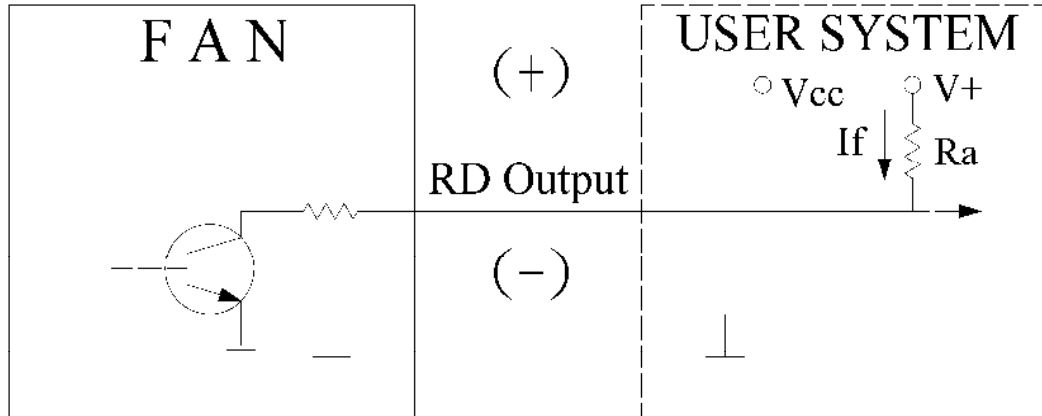 F A N
(+)
USER SYSTEM
Vcc
V+
If
Ra
RD Output
(-)